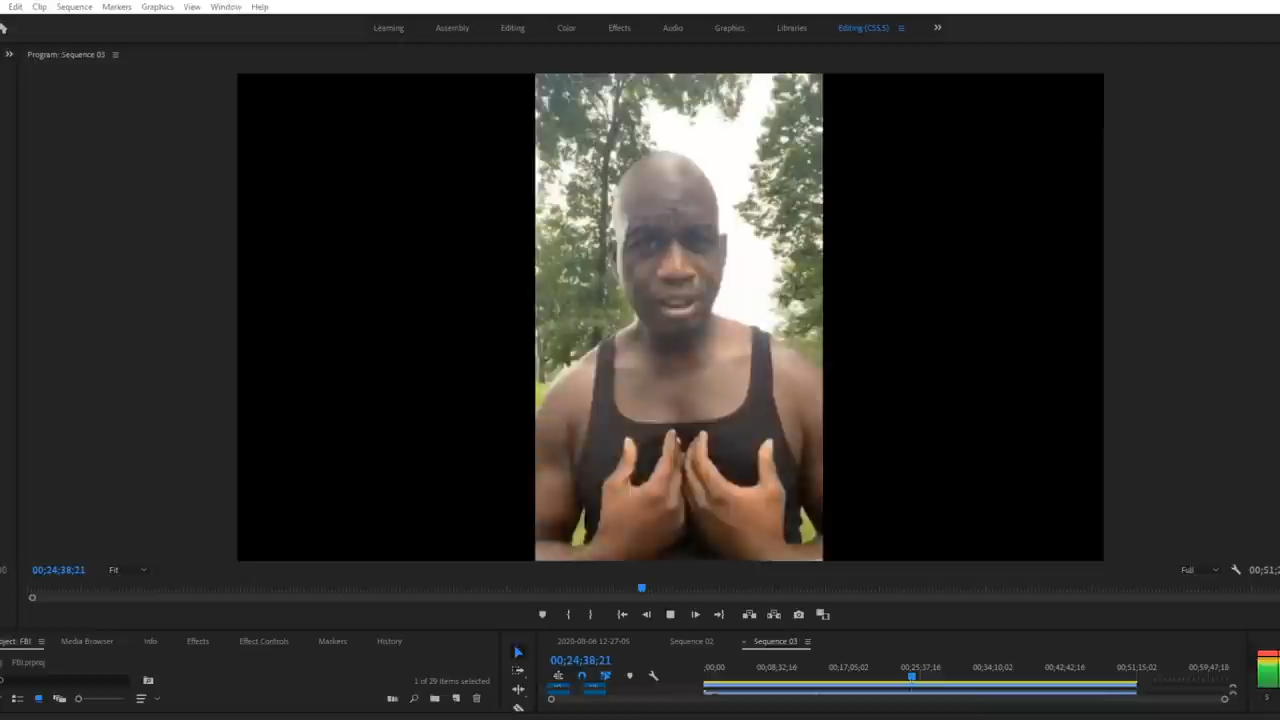 Edit Clip Sequence Markers Graphics View Window Help
Learning Assembly Editing Color Effects Audio Graphics Libraries Editing (CS5.5)
Program: Sequence 03
00;24;38;21 Fit Full
Project: FBI Media Browser Info Effects Effect Controls Markers History
2020-08-06 12-27-05 Sequence 02 × Sequence 03
FBI.prproj
00;24;38;21
;00;00 00;08;32;16 00;17;05;02 00;25;37;16 00;34;10;02 00;42;42;16 00;51;15;02 00;59;47;18
1 of 29 items selected